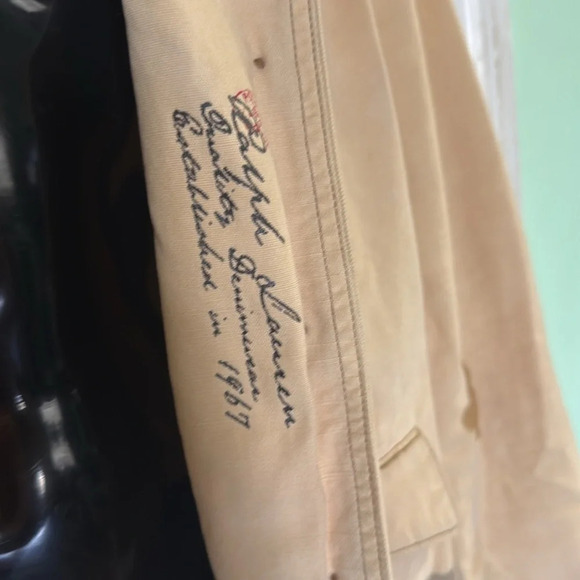 Ralph Lauren
Quality Denimwear
Established in 1967